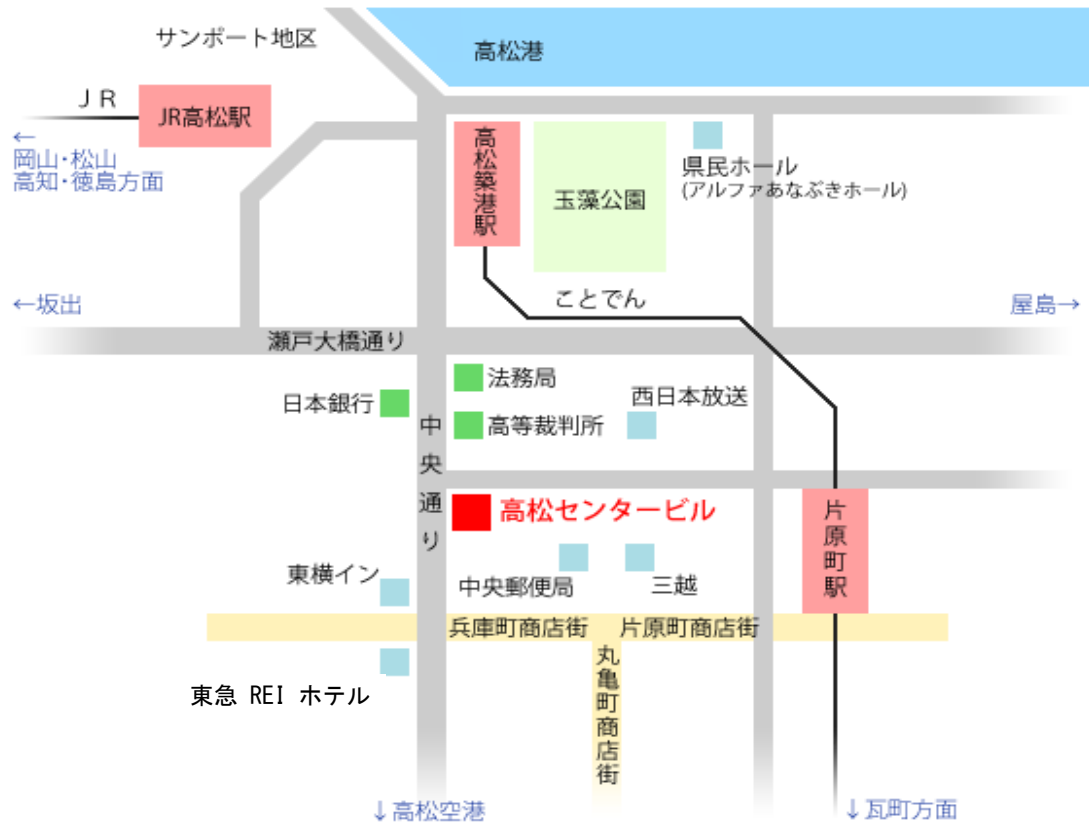 サンポート地区
高松港
ＪＲ
JR高松駅
←
岡山・松山
高知・徳島方面
高松築港駅
玉藻公園
県民ホール
(アルファあなぶきホール)
←坂出
ことでん
屋島→
瀬戸大橋通り
法務局
日本銀行
西日本放送
高等裁判所
中央通り
高松センタービル
片原町駅
東横イン
中央郵便局
三越
兵庫町商店街
片原町商店街
丸亀町商店街
東急 REI ホテル
↓高松空港
↓瓦町方面